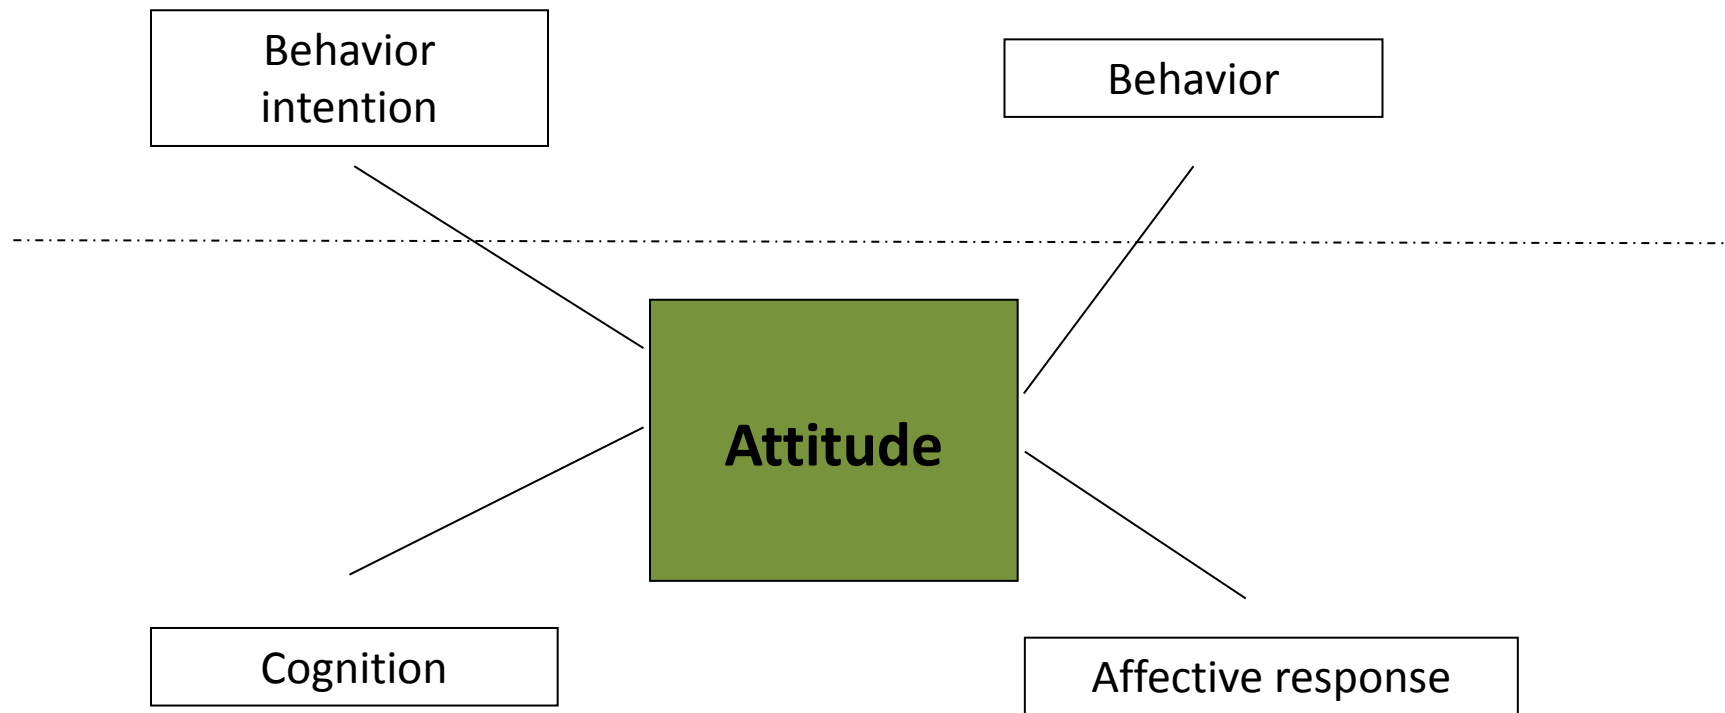 Behavior
intention
Behavior
Attitude
Cognition
Affective response